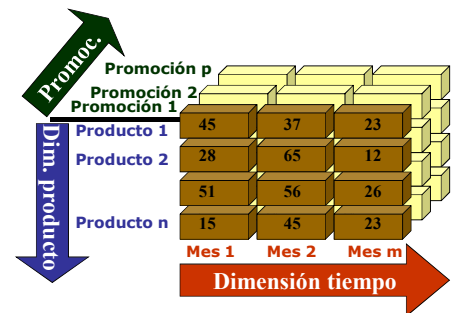 Promoc.
Promoción p
Promoción 2
Promoción 1
Dim. producto
Producto 1 45 37 23
Producto 2 28 65 12
51 56 26
Producto n 15 45 23
Mes 1 Mes 2 Mes m
Dimensión tiempo